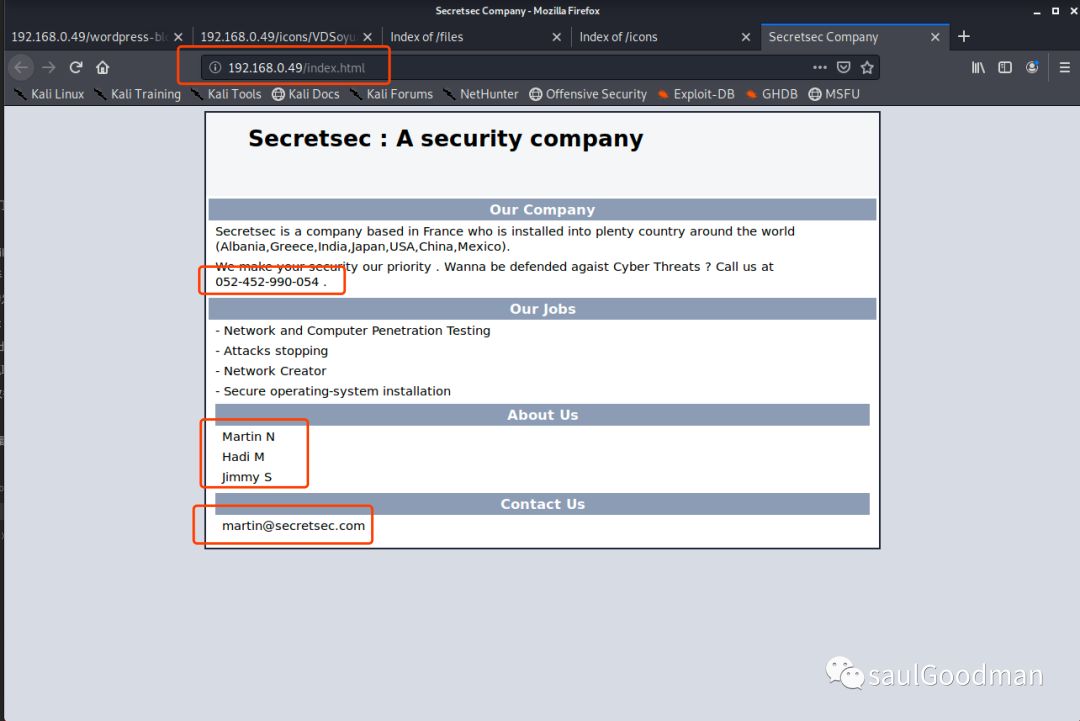 Secretsec Company - Mozilla Firefox
192.168.0.49/wordpress-blo
192.168.0.49/icons/VDSoyu
Index of /files
Index of /icons
Secretsec Company
192.168.0.49/index.html
Kali Linux
Kali Training
Kali Tools
Kali Docs
Kali Forums
NetHunter
Offensive Security
Exploit-DB
GHDB
MSFU
Secretsec : A security company
Our Company
Secretsec is a company based in France who is installed into plenty country around the world
(Albania,Greece,India,Japan,USA,China,Mexico).
We make your security our priority . Wanna be defended agaist Cyber Threats ? Call us at
052-452-990-054 .
Our Jobs
- Network and Computer Penetration Testing
- Attacks stopping
- Network Creator
- Secure operating-system installation
About Us
Martin N
Hadi M
Jimmy S
Contact Us
martin@secretsec.com
saulGoodman